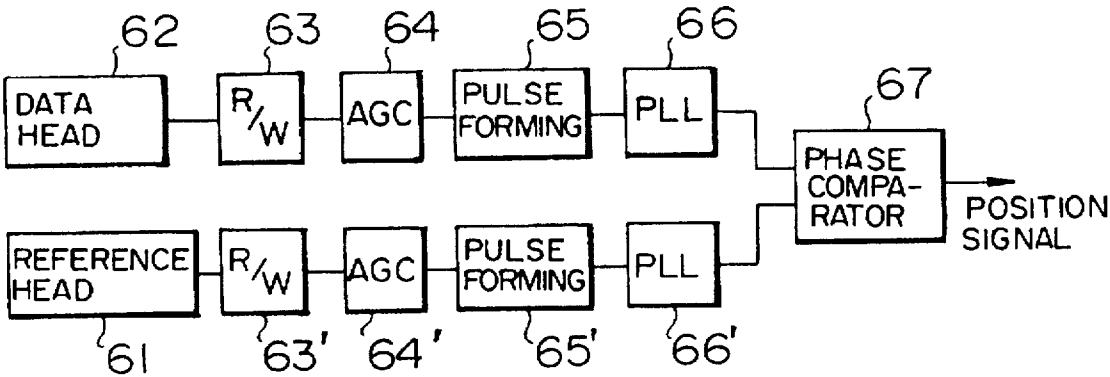 62
63
64
65
66
DATA
HEAD
R/W
AGC
PULSE
FORMING
PLL
67
PHASE
COMPA-
RATOR
POSITION
SIGNAL
REFERENCE
HEAD
R/W
AGC
PULSE
FORMING
PLL
61
63'
64'
65'
66'